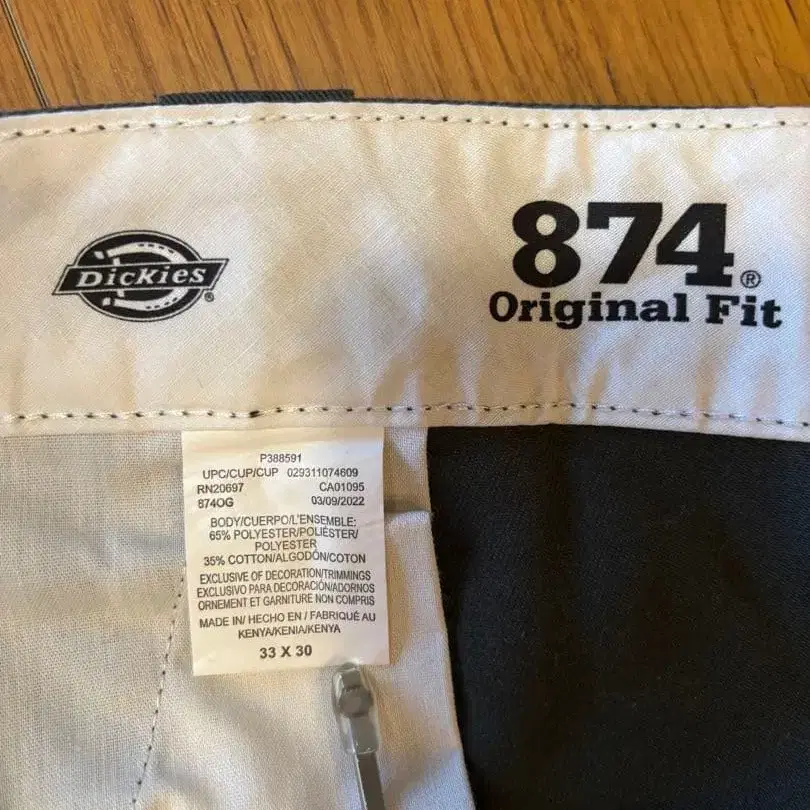 Dickies®
874®
Original Fit
P388591
UPC/CUP/CUP 029311074609
RN20697 CA01095
874OG 03/09/2022
BODY/CUERPO/L'ENSEMBLE:
65% POLYESTER/POLIÉSTER/
POLYESTER
35% COTTON/ALGODÓN/COTON
EXCLUSIVE OF DECORATION/TRIMMINGS
EXCLUSIVO PARA DECORACIÓN/ADORNOS
ORNEMENT ET GARNITURE NON COMPRIS
MADE IN/ HECHO EN / FABRIQUÉ AU
KENYA/KENIA/KENYA
33 X 30